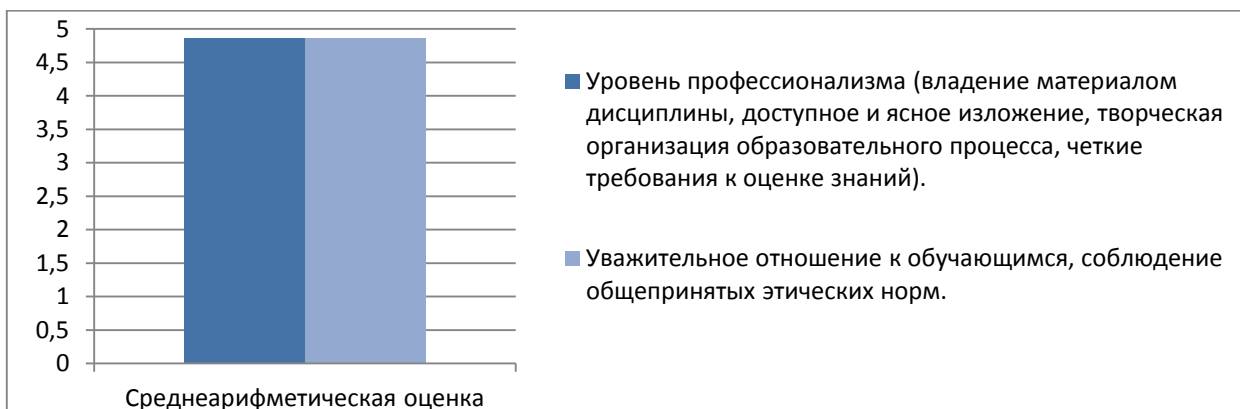 5
4,5
4
3,5
3
2,5
2
1,5
1
0,5
0
Среднеарифметическая оценка
Уровень профессионализма (владение материалом
дисциплины, доступное и ясное изложение, творческая
организация образовательного процесса, четкие
требования к оценке знаний).
Уважительное отношение к обучающимся, соблюдение
общепринятых этических норм.